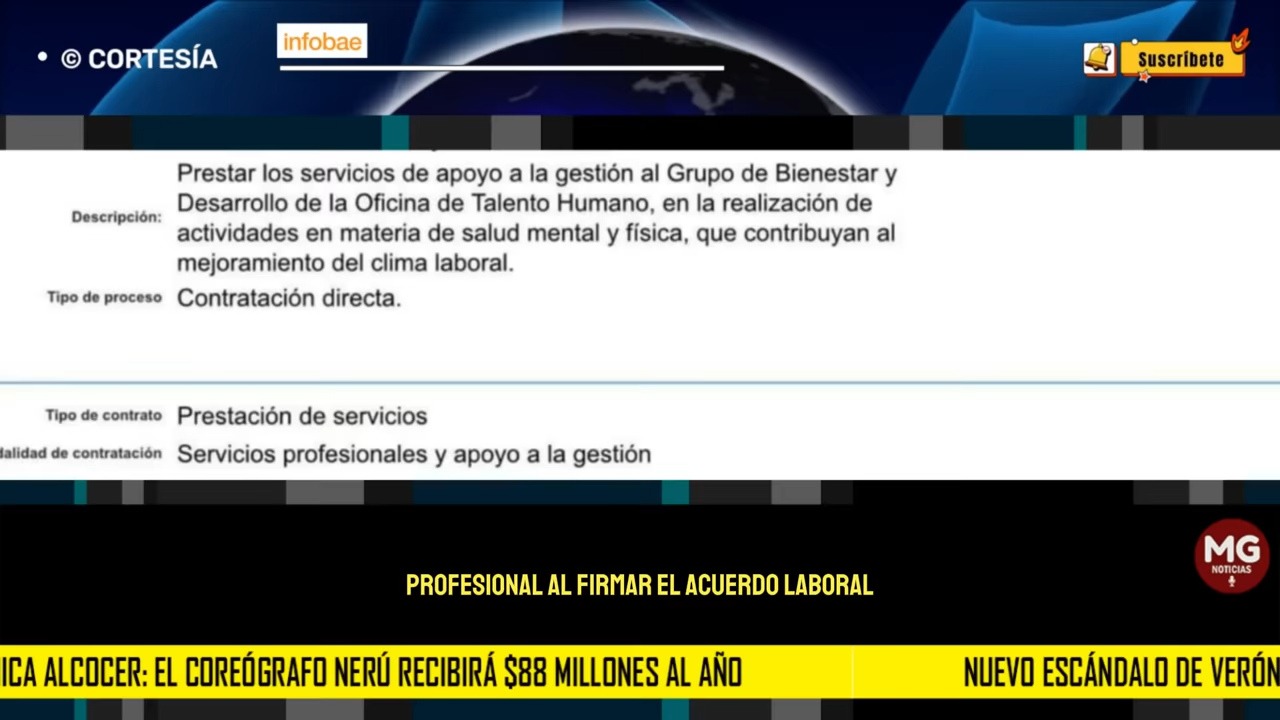 © CORTESÍA
infobae
Suscríbete
Descripción:
Prestar los servicios de apoyo a la gestión al Grupo de Bienestar y
Desarrollo de la Oficina de Talento Humano, en la realización de
actividades en materia de salud mental y física, que contribuyan al
mejoramiento del clima laboral.
Tipo de proceso Contratación directa.
Tipo de contrato Prestación de servicios
dalidad de contratación Servicios profesionales y apoyo a la gestión
MG
NOTICIAS
PROFESIONAL AL FIRMAR EL ACUERDO LABORAL
ICA ALCOCER: EL COREÓGRAFO NERÚ RECIBIRÁ $88 MILLONES AL AÑO NUEVO ESCÁNDALO DE VERÓN